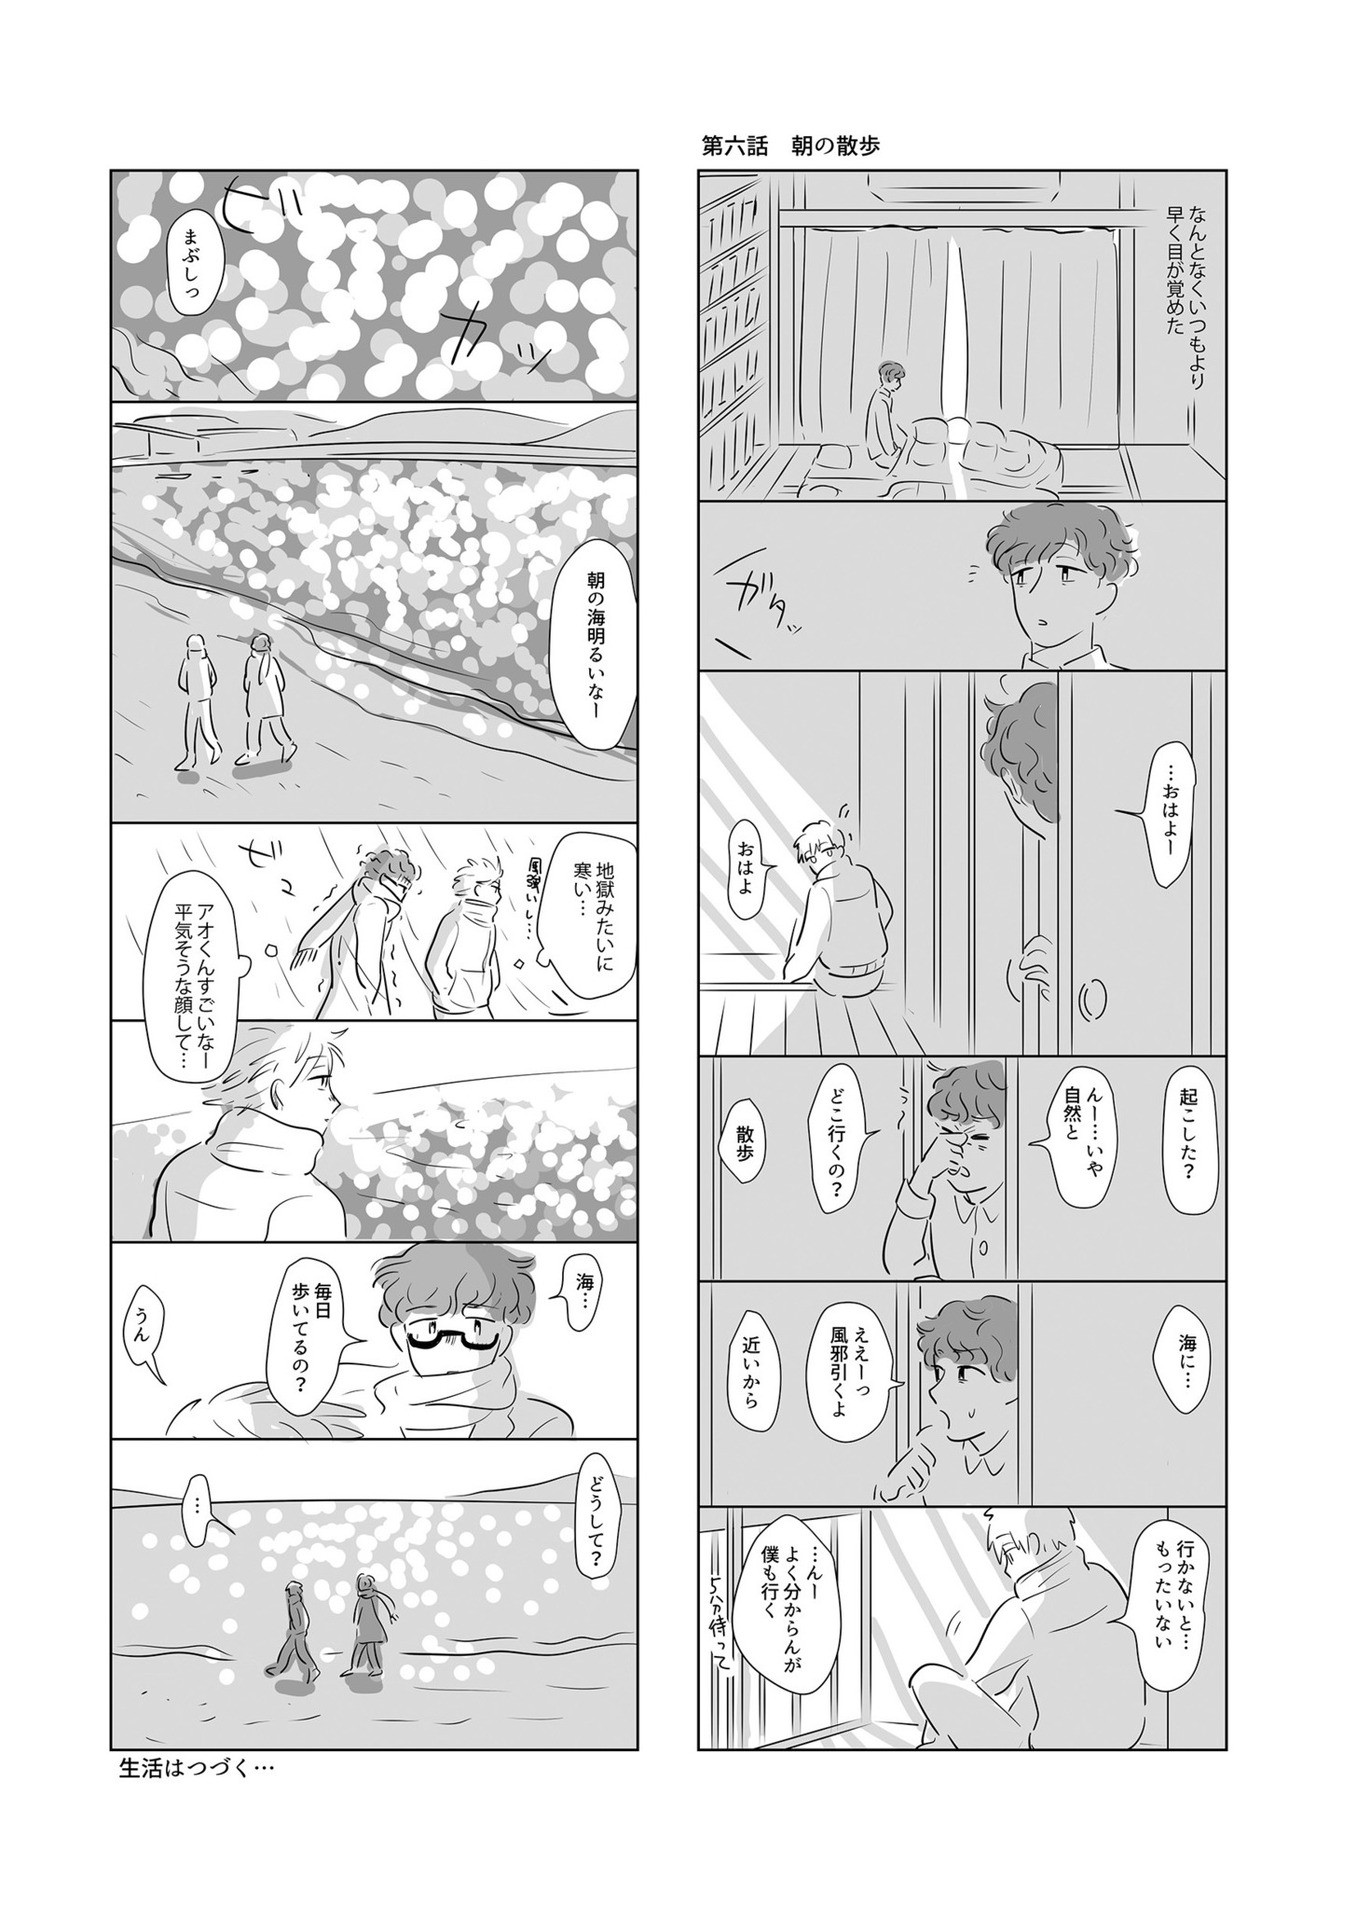 第六話　朝の散歩
なんとなくいつもより
早く目が覚めた
ガタッ
…おはよー
おはよ
起こした？
んー…いや
自然と
どこ行くの？
散歩
海に…
ええーっ
風邪引くよ
近いから
行かないと…
もったいない
…んー
よく分からんが
僕も行く
5分待って
ビ
カッ
まぶしっ
朝の海明るいなー
地獄みたいに
寒い…
風強いし…
ビュ
アオくんすごいなー
平気そうな顔して…
海…
毎日
歩いてるの？
うん
どうして？
…
生活はつづく…